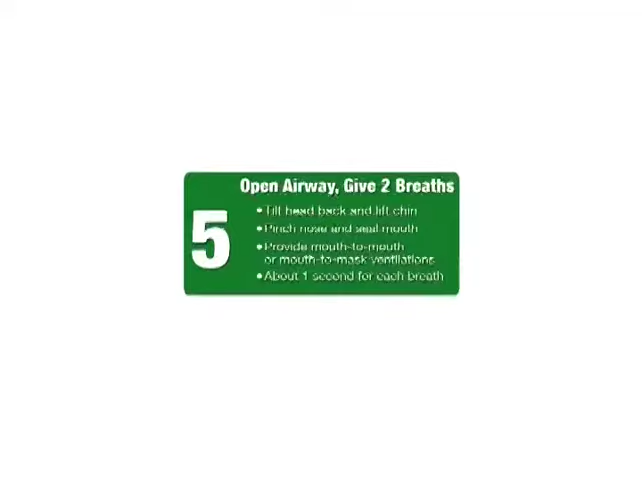 Open Airway, Give 2 Breaths
5
• Tilt head back and lift chin
• Pinch nose and seal mouth
• Provide mouth-to-mouth
or mouth-to-mask ventilations
• About 1 second for each breath